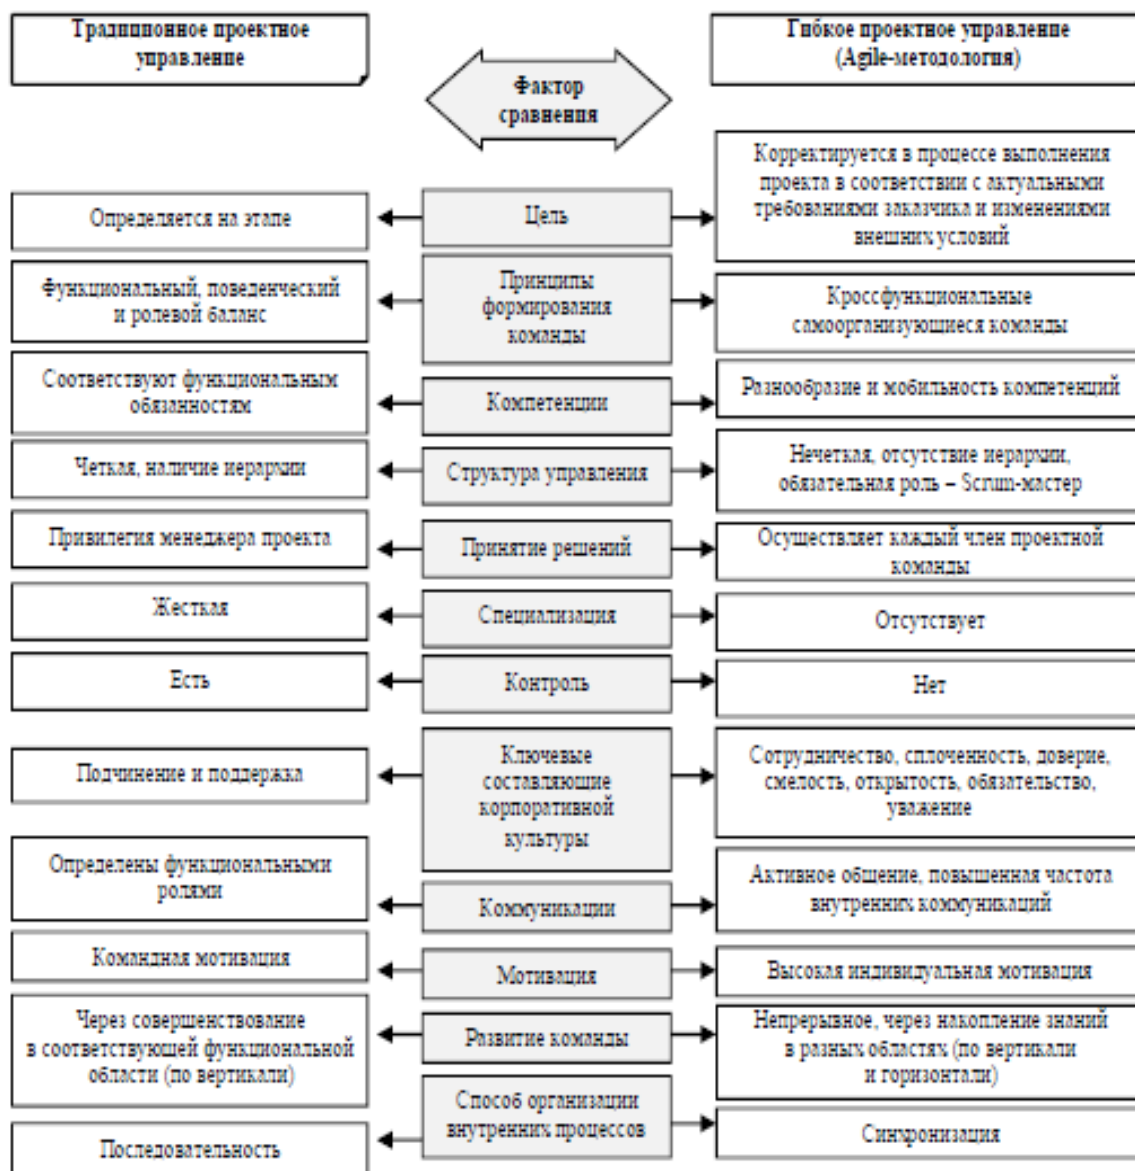 Традиционное проектное
управление
Фактор
сравнения
Гибкое проектное управление
(Agile-методология)
Определяется на этапе
Цель
Корректируется в процессе выполнения
проекта в соответствии с актуальными
требованиями заказчика и изменениями
внешних условий
Функциональный, поведенческий
и ролевой баланс
Принципы
формирования
команды
Кроссфункциональные
самоорганизующиеся команды
Соответствуют функциональным
обязанностям
Компетенции
Разнообразие и мобильность компетенций
Четкая, наличие иерархии
Структура управления
Нечеткая, отсутствие иерархии,
обязательная роль – Scrum-мастер
Привилегия менеджера проекта
Принятие решений
Осуществляет каждый член проектной
команды
Жесткая
Специализация
Отсутствует
Есть
Контроль
Нет
Подчинение и поддержка
Ключевые
составляющие
корпоративной
культуры
Сотрудничество, сплоченность, доверие,
смелость, открытость, обязательство,
уважение
Определены функциональными
ролями
Коммуникации
Активное общение, повышенная частота
внутренних коммуникаций
Командная мотивация
Мотивация
Высокая индивидуальная мотивация
Через совершенствование
в соответствующей функциональной
области (по вертикали)
Развитие команды
Непрерывное, через накопление знаний
в разных областях (по вертикали
и горизонтали)
Последовательность
Способ организации
внутренних процессов
Синхронизация